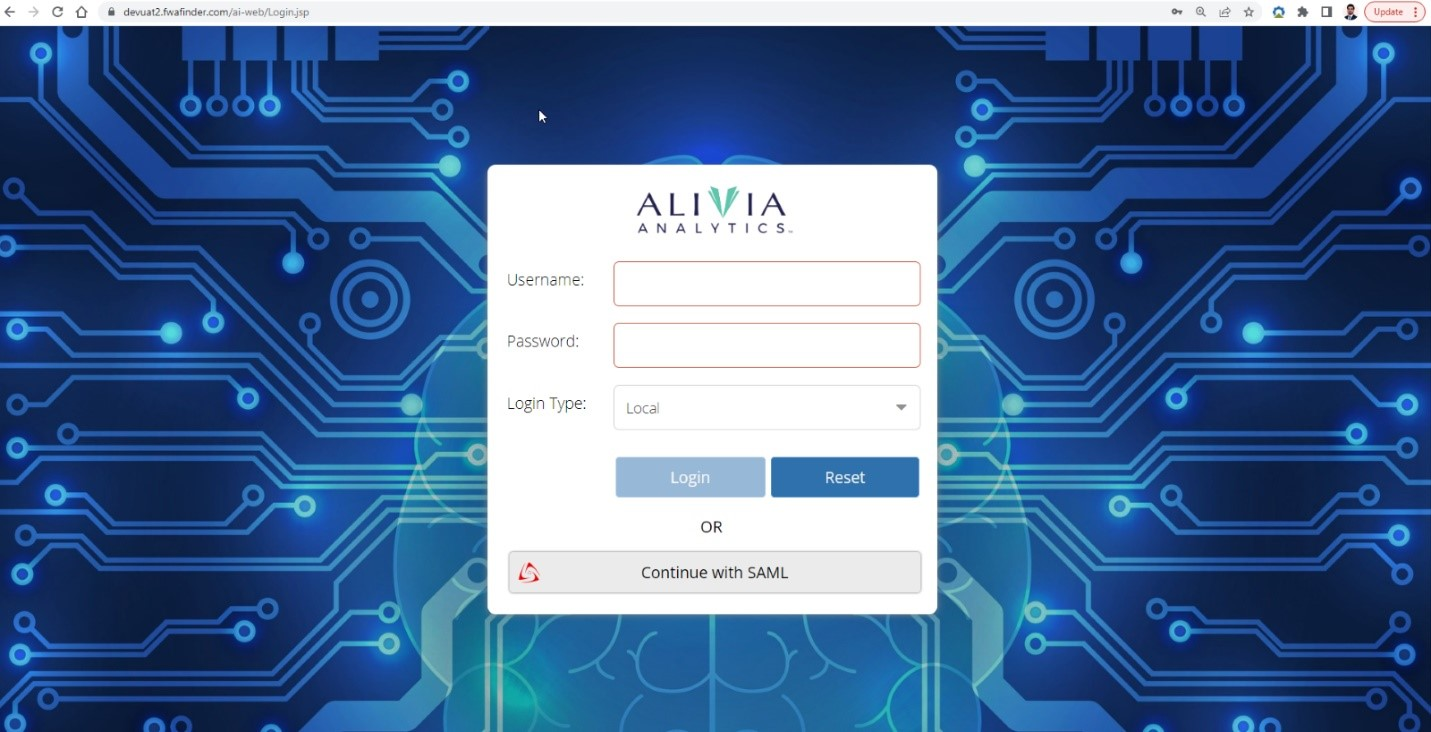 devuat2.fwafinder.com/ai-web/Login.jsp
Update
ALIVIA
ANALYTICS™
Username:
Password:
Login Type:
Local
Login
Reset
OR
Continue with SAML